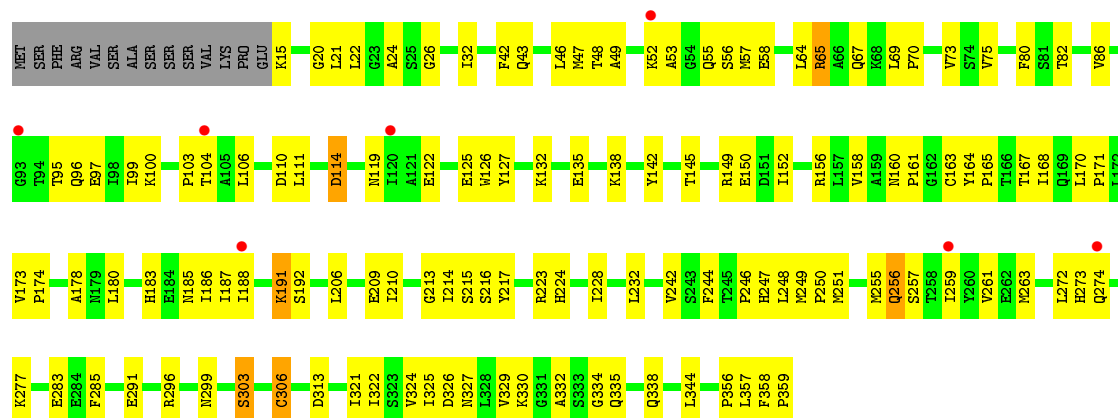 MET SER PHE ARG VAL SER ALA SER SER SER VAL LYS PRO GLU K15 G20 L21 L22 G23 A24 S25 G26 I32 F42 Q43 L46 M47 T48 A49 K52 A53 G54 Q55 S56 M57 E58 L64 R65 A66 Q67 K68 L69 P70 V73 S74 V75 F80 S81 T82 V86
G93 T94 T95 Q96 E97 I98 I99 K100 P103 T104 A105 L106 D110 L111 D114 N119 I120 A121 E122 E125 W126 Y127 K132 E135 K138 Y142 T145 R149 E150 D151 I152 R156 L157 V158 A159 N160 P161 G162 C163 Y164 P165 T166 T167 I168 Q169 L170 P171 L172
V173 P174 A178 N179 L180 H183 E184 N185 I186 I187 I188 K191 S192 L206 E209 I210 G213 I214 S215 S216 Y217 R223 H224 I228 L232 V242 S243 F244 T245 P246 H247 L248 M249 P250 M251 M255 Q256 S257 T258 I259 Y260 V261 E262 M263 L272 H273 Q274
K277 E283 E284 F285 E291 R296 N299 S303 C306 D313 I321 I322 S323 V324 I325 D326 N327 L328 V329 K330 G331 A332 S333 G334 Q335 Q338 L344 P356 L357 F358 P359